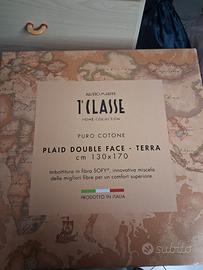 ALVIERO MARTINI
1ª CLASSE
HOME COLLECTION
PURO COTONE
PLAID DOUBLE FACE - TERRA
cm 130x170
Imbottitura in fibra SOFY®, innovativa miscela
delle migliori fibre per un comfort superiore
PRODOTTO IN ITALIA
subito